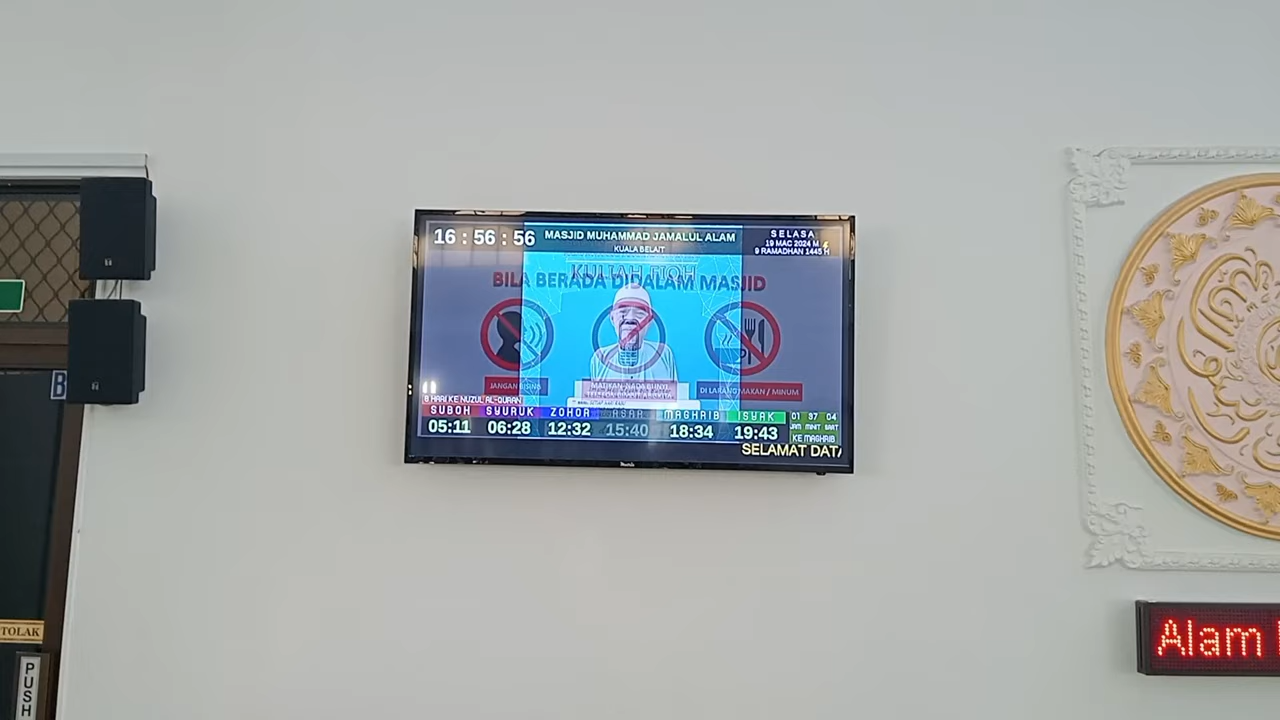 16 : 56 : 56
MASJID MUHAMMAD JAMALUL ALAM
KUALA BELAIT
SELASA
19 MAC 2024 M
9 RAMADHAN 1445 H
BILA BERADA DIDALAM MASJID
JANGAN BISING
DI LARANG MAKAN / MINUM
8 HARI KE NUZUL AL-QURAN
SUBOH SYURUK ZOHOR ASAR MAGHRIB ISYAK
05:11 06:28 12:32 15:40 18:34 19:43
01 37 04
JAM MINIT SAAT
KE MAGHRIB
SELAMAT DATA
B
TOLAK
PUSH
Alam